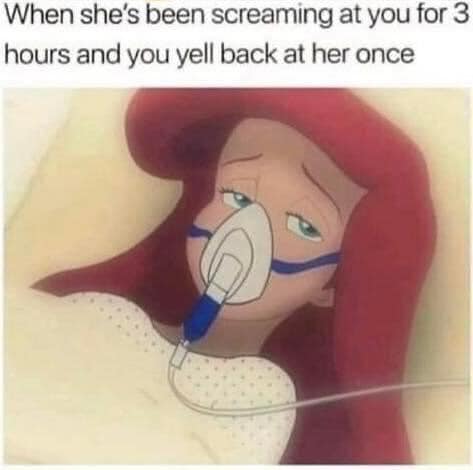 When she's been screaming at you for 3
hours and you yell back at her once